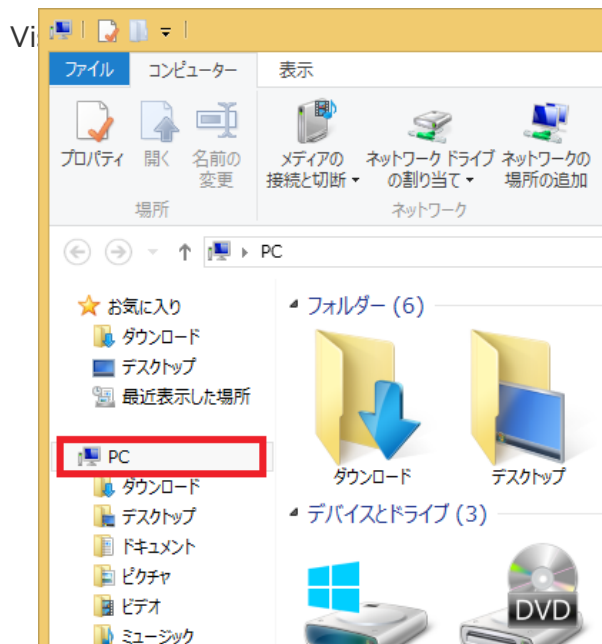 Vi
ファイル コンピューター 表示
プロパティ 開く 名前の変更 メディアの接続と切断 ネットワーク ドライブの割り当て ネットワークの場所の追加
場所 ネットワーク
PC
お気に入り
ダウンロード
デスクトップ
最近表示した場所
PC
ダウンロード
デスクトップ
ドキュメント
ピクチャ
ビデオ
ミュージック
フォルダー (6)
ダウンロード デスクトップ
デバイスとドライブ (3)
DVD